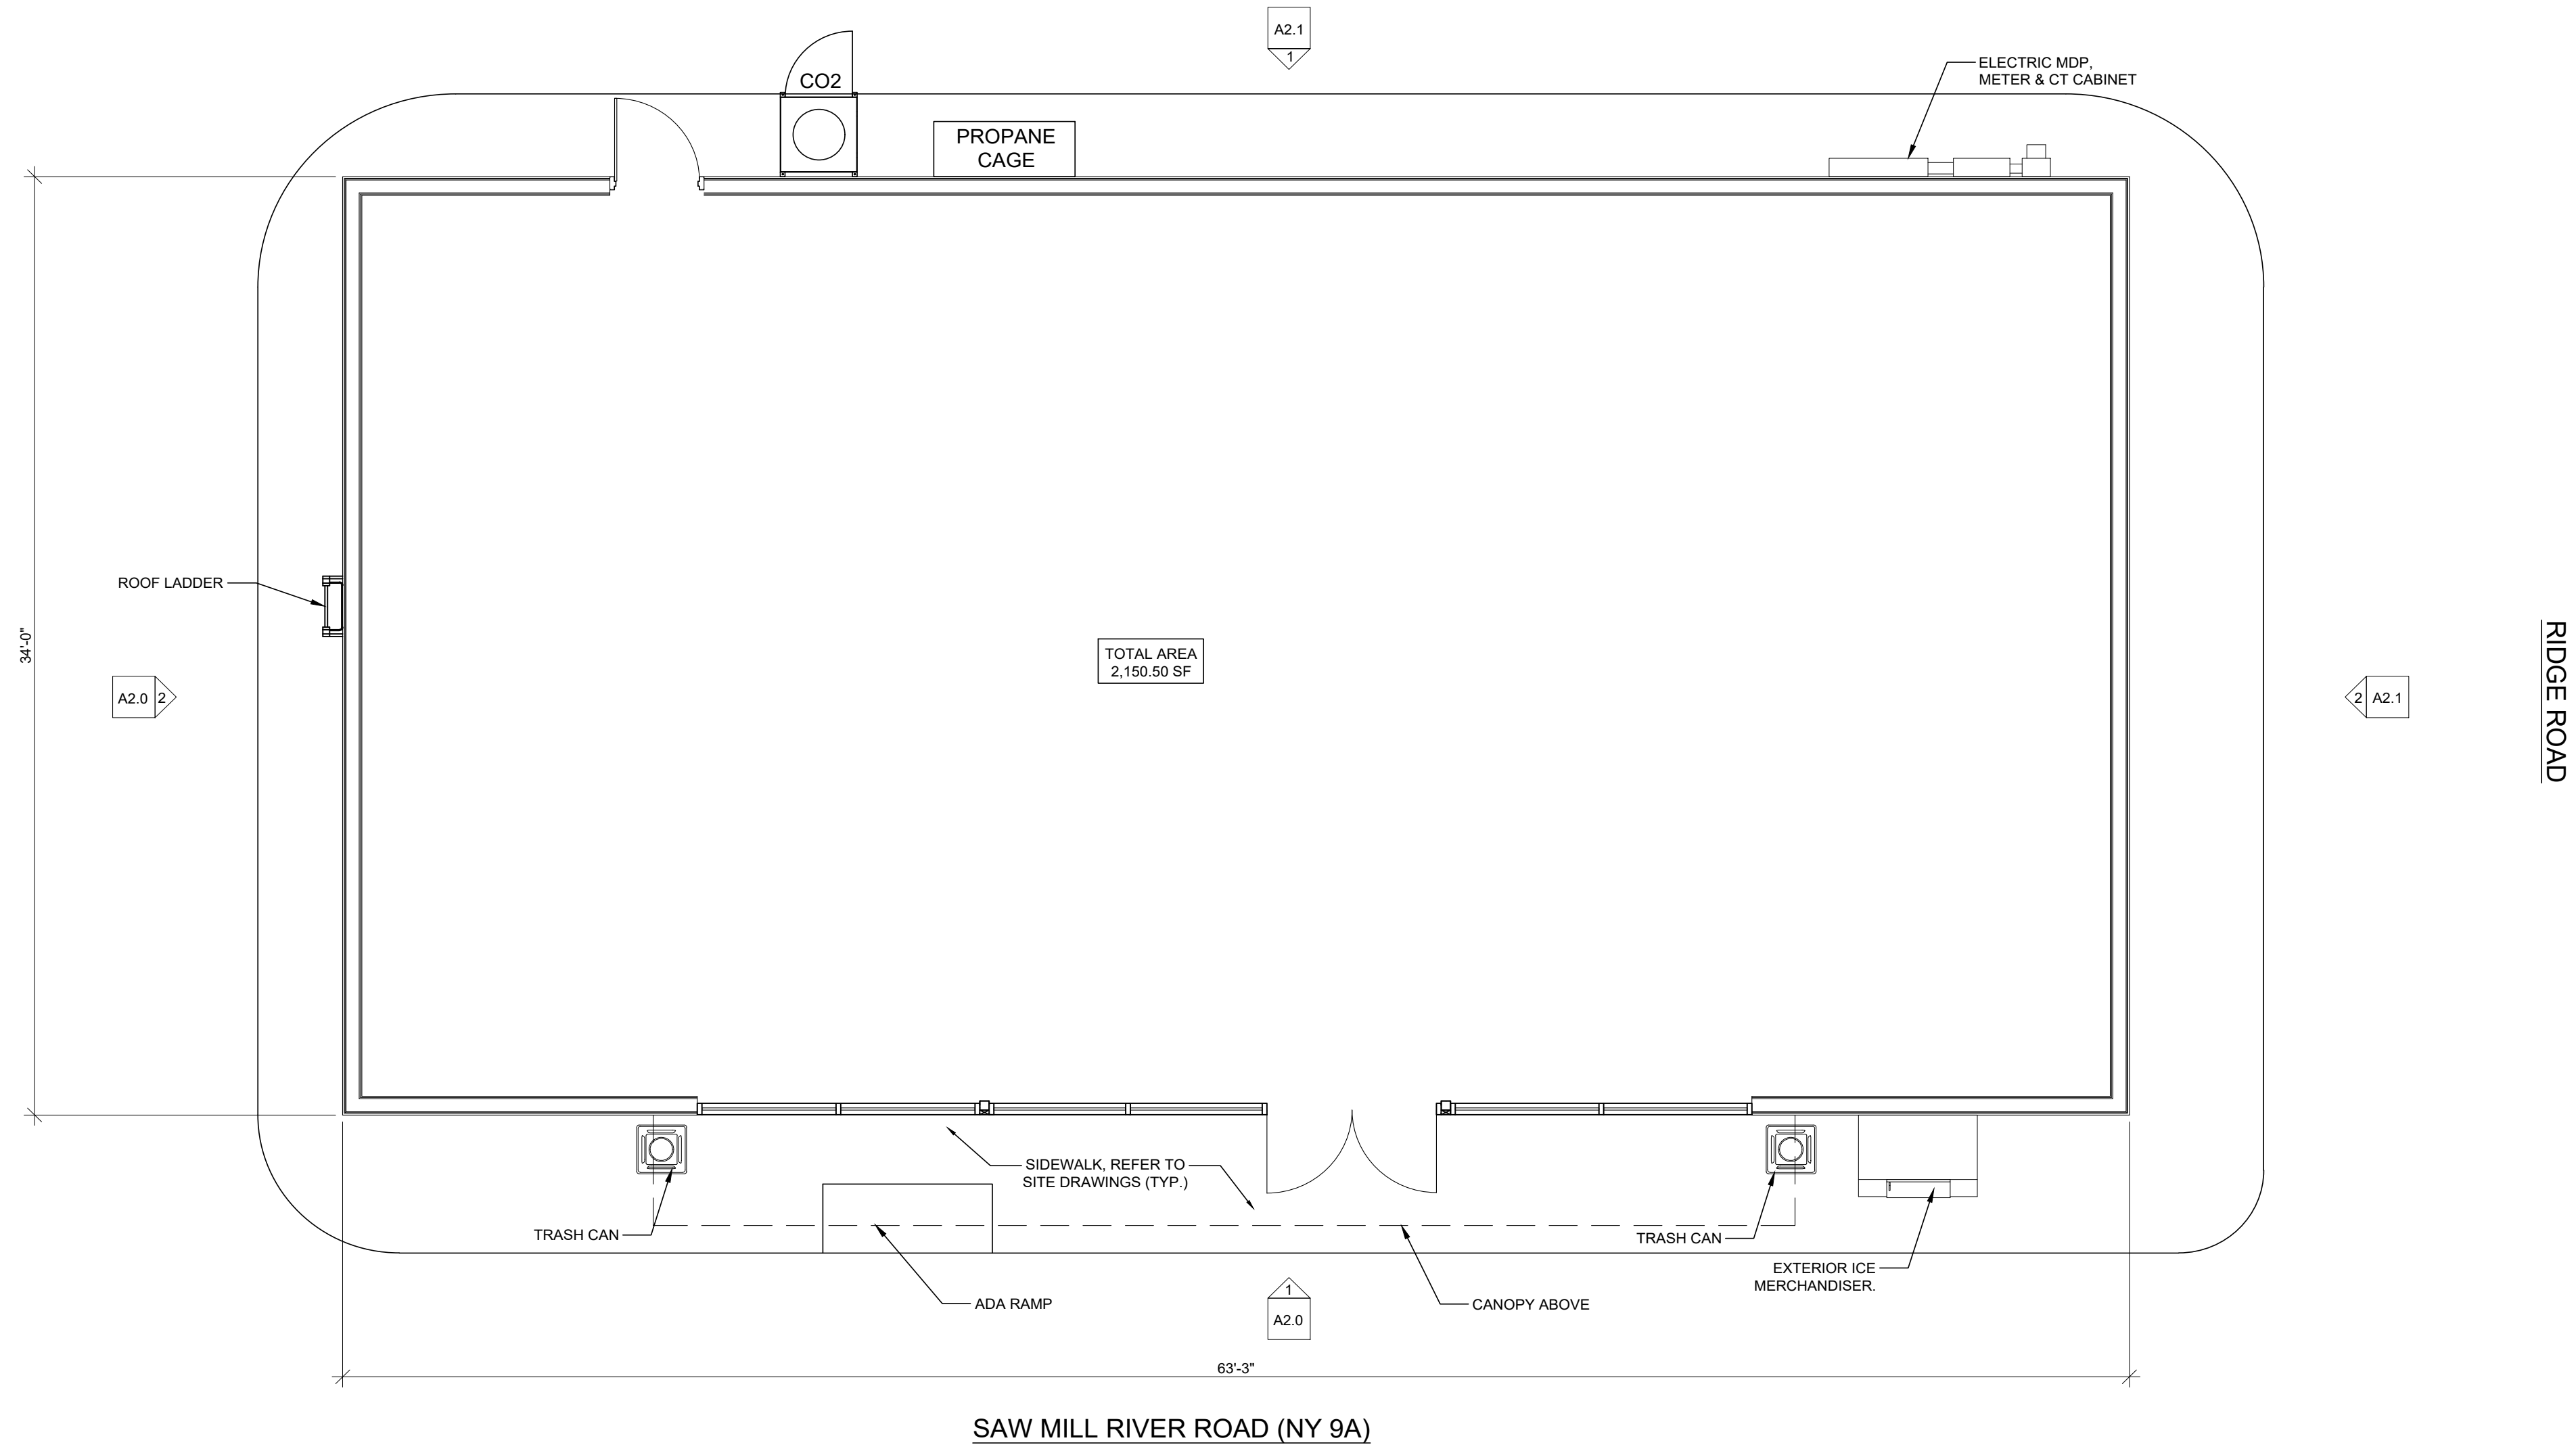 A2.1
1
CO2
ELECTRIC MDP,
METER & CT CABINET
PROPANE
CAGE
ROOF LADDER
34'-0"
TOTAL AREA
2,150.50 SF
A2.0
2
2
A2.1
RIDGE ROAD
SIDEWALK, REFER TO
SITE DRAWINGS (TYP.)
TRASH CAN
TRASH CAN
EXTERIOR ICE
MERCHANDISER.
ADA RAMP
CANOPY ABOVE
1
A2.0
63'-3"
SAW MILL RIVER ROAD (NY 9A)